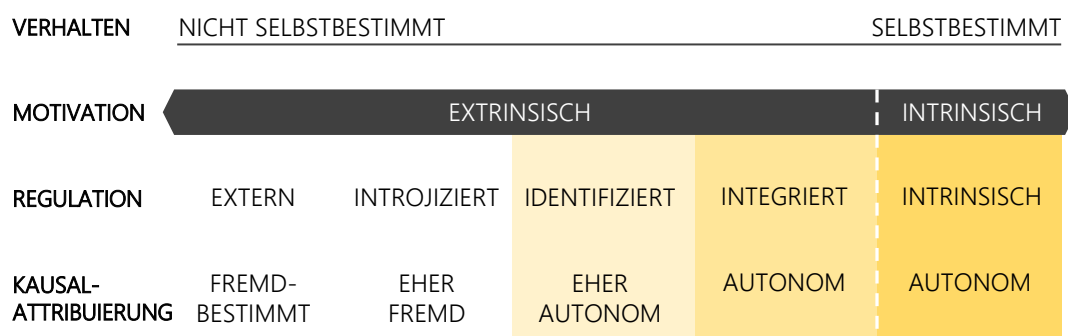 VERHALTEN NICHT SELBSTBESTIMMT SELBSTBESTIMMT
MOTIVATION EXTRINSISCH INTRINSISCH
REGULATION EXTERN INTROJIZIERT IDENTIFIZIERT INTEGRIERT INTRINSISCH
KAUSAL- FREMD- EHER EHER AUTONOM AUTONOM
ATTRIBUIERUNG BESTIMMT FREMD AUTONOM